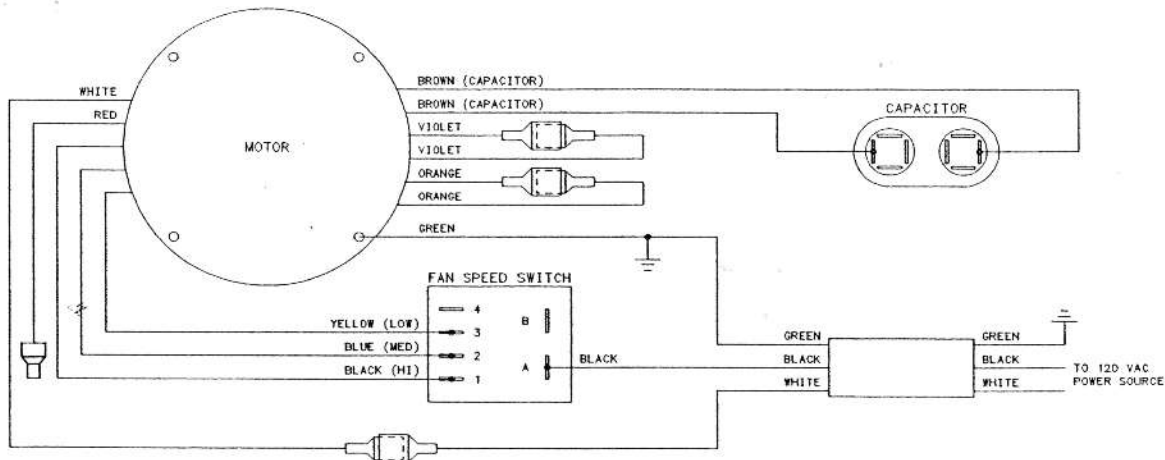 WHITE
RED
MOTOR
BROWN (CAPACITOR)
BROWN (CAPACITOR)
VIOLET
VIOLET
ORANGE
ORANGE
GREEN
CAPACITOR
FAN SPEED SWITCH
4
3
2
1
B
A
YELLOW (LOW)
BLUE (MED)
BLACK (HI)
BLACK
GREEN
BLACK
WHITE
GREEN
BLACK
WHITE
TO 120 VAC
POWER SOURCE